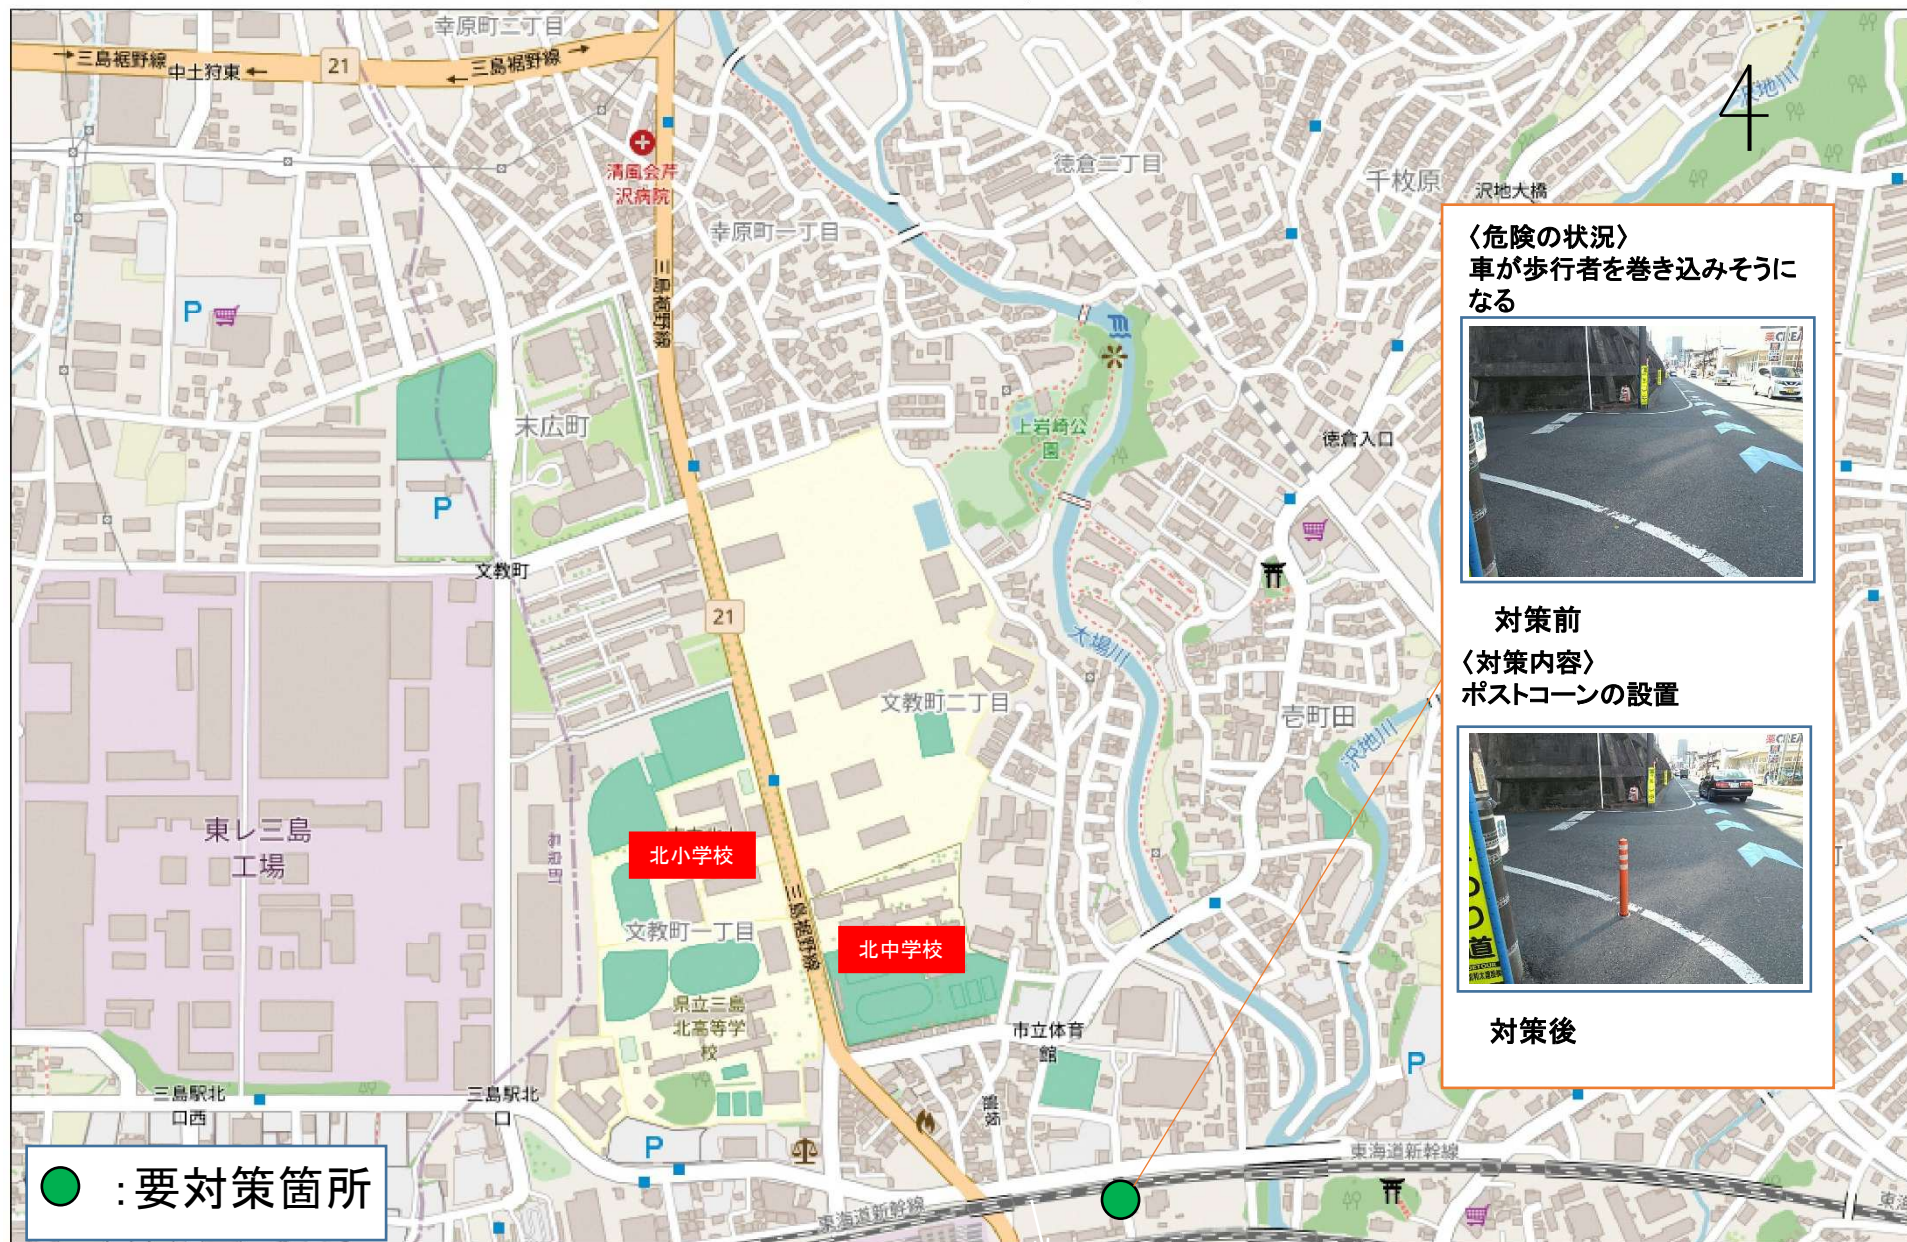 幸原町二丁目
三島裾野線
中土狩東
21
三島裾野線
沢地川
4
清風会芹
沢病院
徳倉二丁目
千枚原
沢地大橋
幸原町一丁目
三島裾野線
P
〈危険の状況〉
車が歩行者を巻き込みそうに
なる
末広町
上岩崎公
園
徳倉入口
P
文教町
21
対策前
〈対策内容〉
ポストコーンの設置
大場川
文教町二丁目
壱町田
沢地川
東レ三島
工場
北小学校
三島裾野線
文教町一丁目
北中学校
県立三島
北高等学
校
市立体育
館
対策後
P
三島駅北
口西
三島駅北
口
P
東海道新幹線
東海道新幹線
：要対策箇所